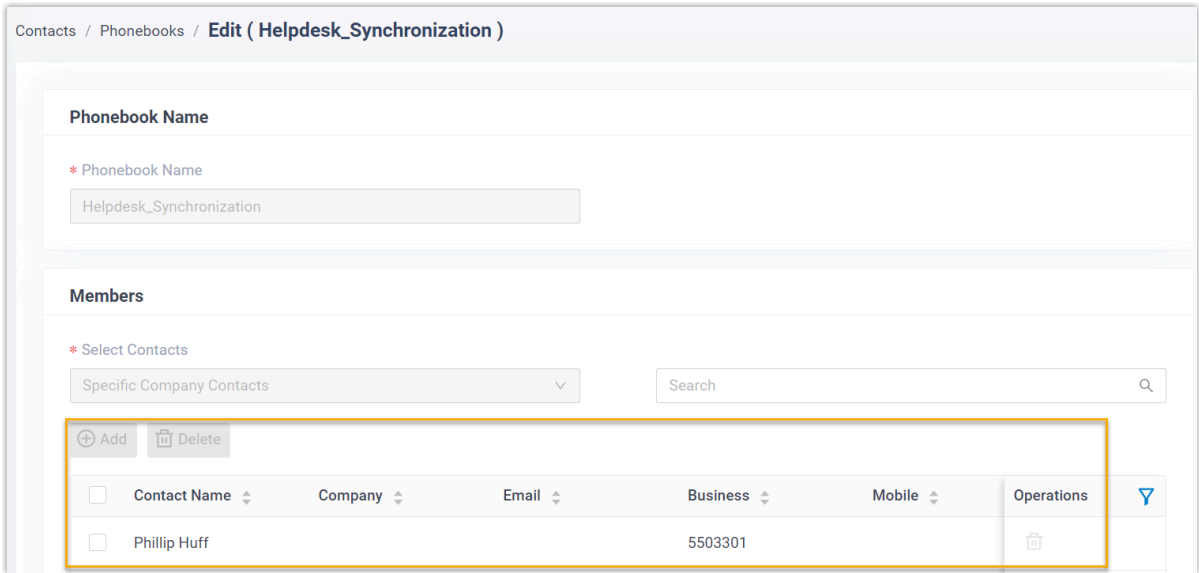 Contacts / Phonebooks / Edit ( Helpdesk_Synchronization )
Phonebook Name
* Phonebook Name
Helpdesk_Synchronization
Members
* Select Contacts
Specific Company Contacts Search
Add Delete
Contact Name Company Email Business Mobile Operations
Phillip Huff 5503301